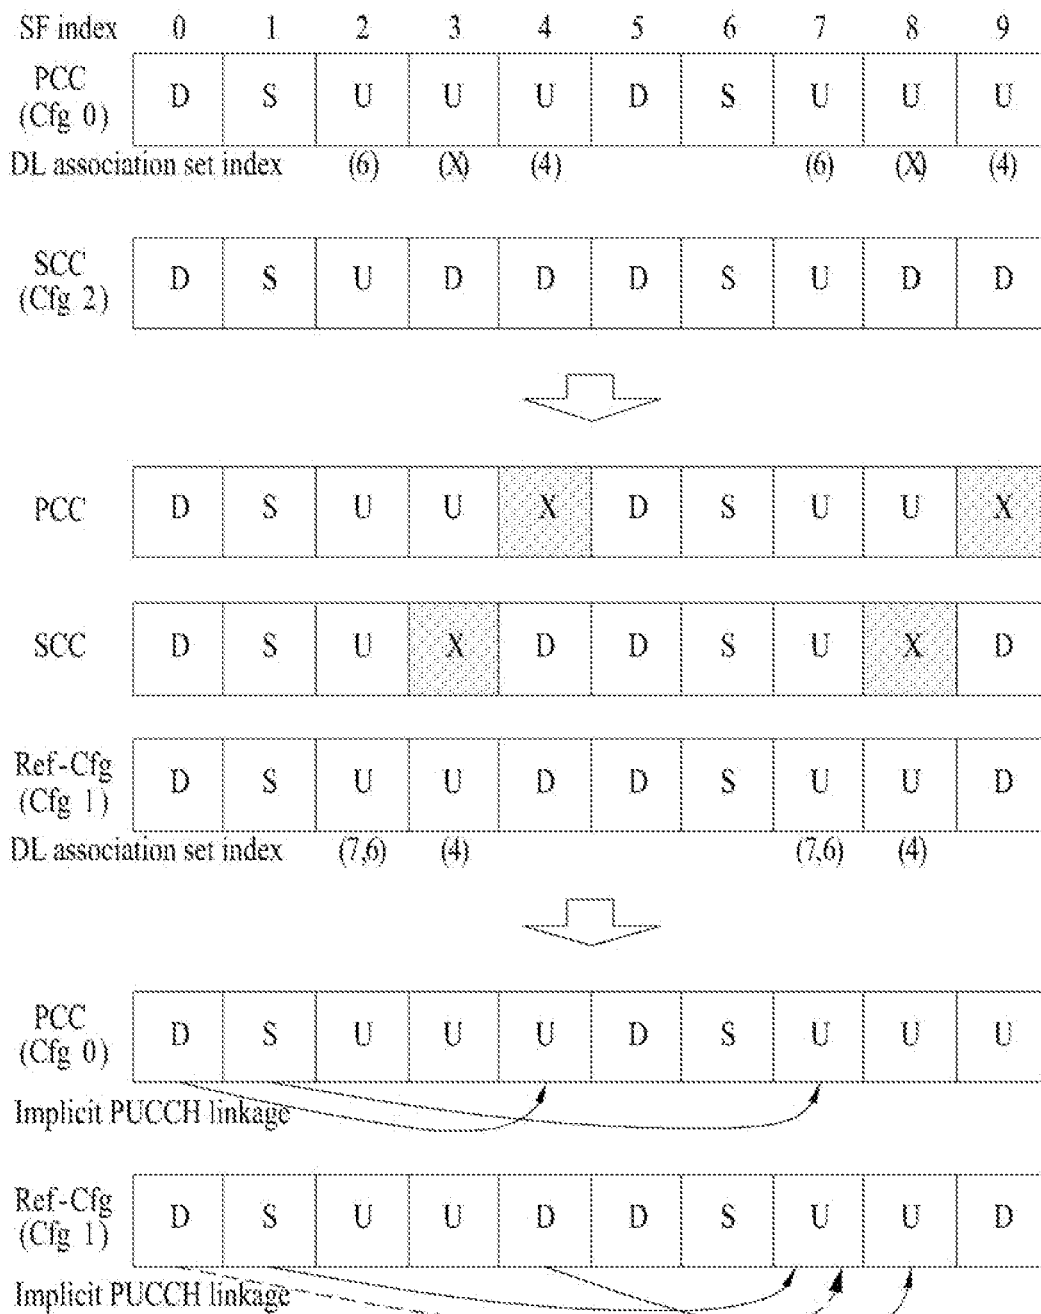 SF index 0 1 2 3 4 5 6 7 8 9
PCC
(Cfg 0) D S U U U D S U U U
DL association set index (6) (X) (4) (6) (X) (4)
SCC
(Cfg 2) D S U D D D S U D D
PCC D S U U X D S U U X
SCC D S U X D D S U X D
Ref-Cfg
(Cfg 1) D S U U D D S U U D
DL association set index (7,6) (4) (7,6) (4)
PCC
(Cfg 0) D S U U U D S U U U
Implicit PUCCH linkage
Ref-Cfg
(Cfg 1) D S U U D D S U U D
Implicit PUCCH linkage